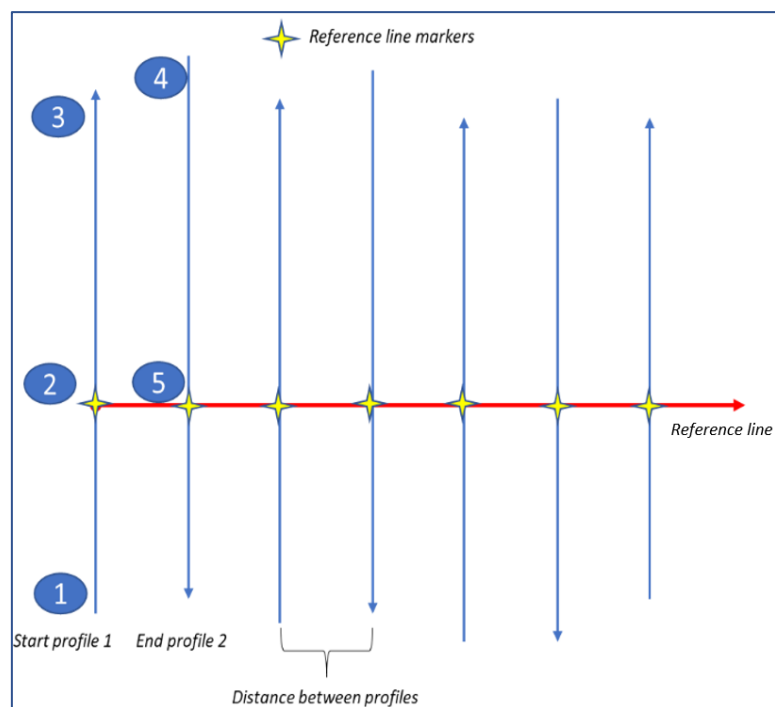 Reference line markers
4
3
2
5
Reference line
1
Start profile 1
End profile 2
Distance between profiles